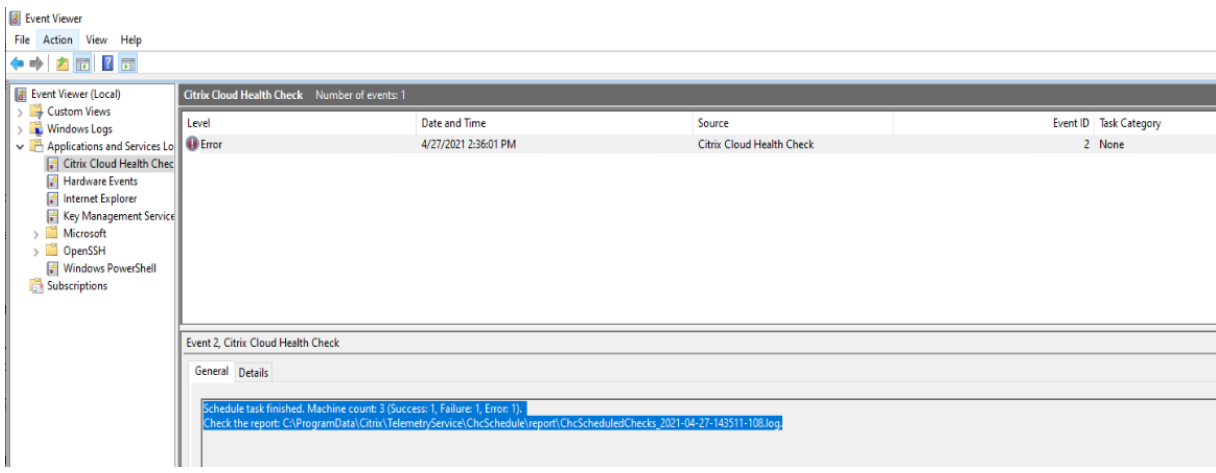 Event Viewer
File Action View Help
Event Viewer (Local)
Custom Views
Windows Logs
Applications and Services Lo
Citrix Cloud Health Chec
Hardware Events
Internet Explorer
Key Management Service
Microsoft
OpenSSH
Windows PowerShell
Subscriptions
Citrix Cloud Health Check Number of events: 1
Level Date and Time Source Event ID Task Category
Error 4/27/2021 2:36:01 PM Citrix Cloud Health Check 2 None
Event 2, Citrix Cloud Health Check
General Details
Schedule task finished. Machine count: 3 (Success: 1, Failure: 1, Error: 1).
Check the report: C:\ProgramData\Citrix\TelemetryService\ChcSchedule\report\ChcScheduledChecks_2021-04-27-143511-108.log.